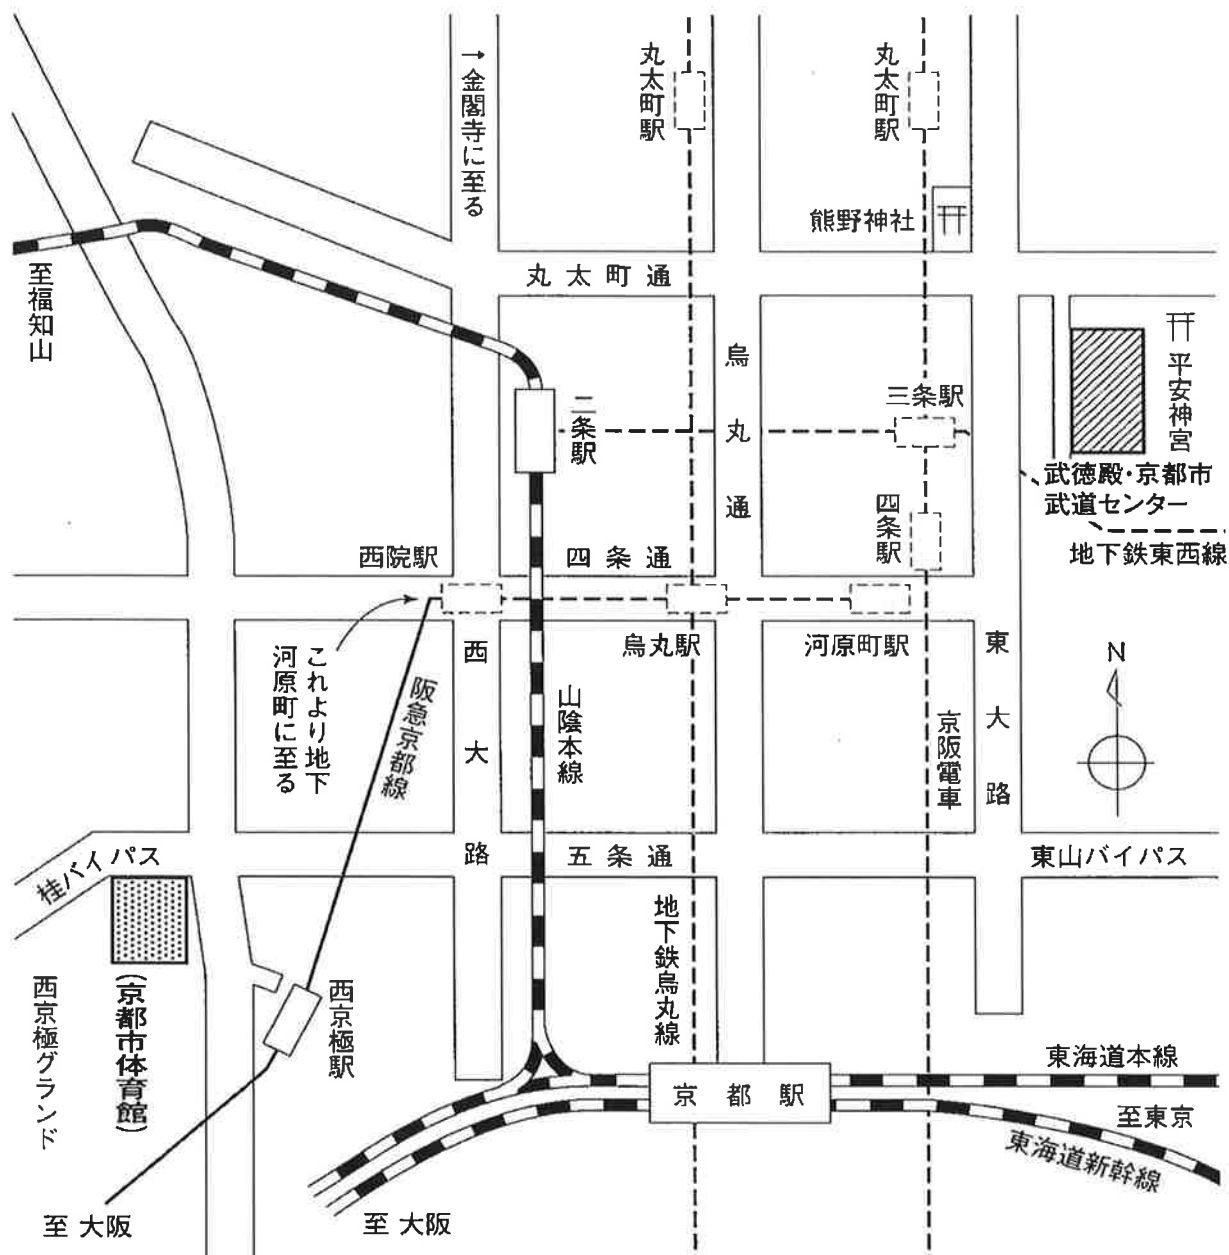 →金閣寺に至る
丸太町駅
丸太町駅
熊野神社
丸太町通
至福知山
烏丸通
二条駅
三条駅
平安神宮
武徳殿・京都市
武道センター
四条駅
地下鉄東西線
西院駅
四条通
烏丸駅
河原町駅
これより地下
河原町に至る
阪急京都線
西大路
山陰本線
京阪電車
東大路
N
桂バイパス
五条通
東山バイパス
地下鉄烏丸線
西京極グランド
(京都市体育館)
西京極駅
京都駅
東海道本線
至東京
東海道新幹線
至 大阪
至 大阪